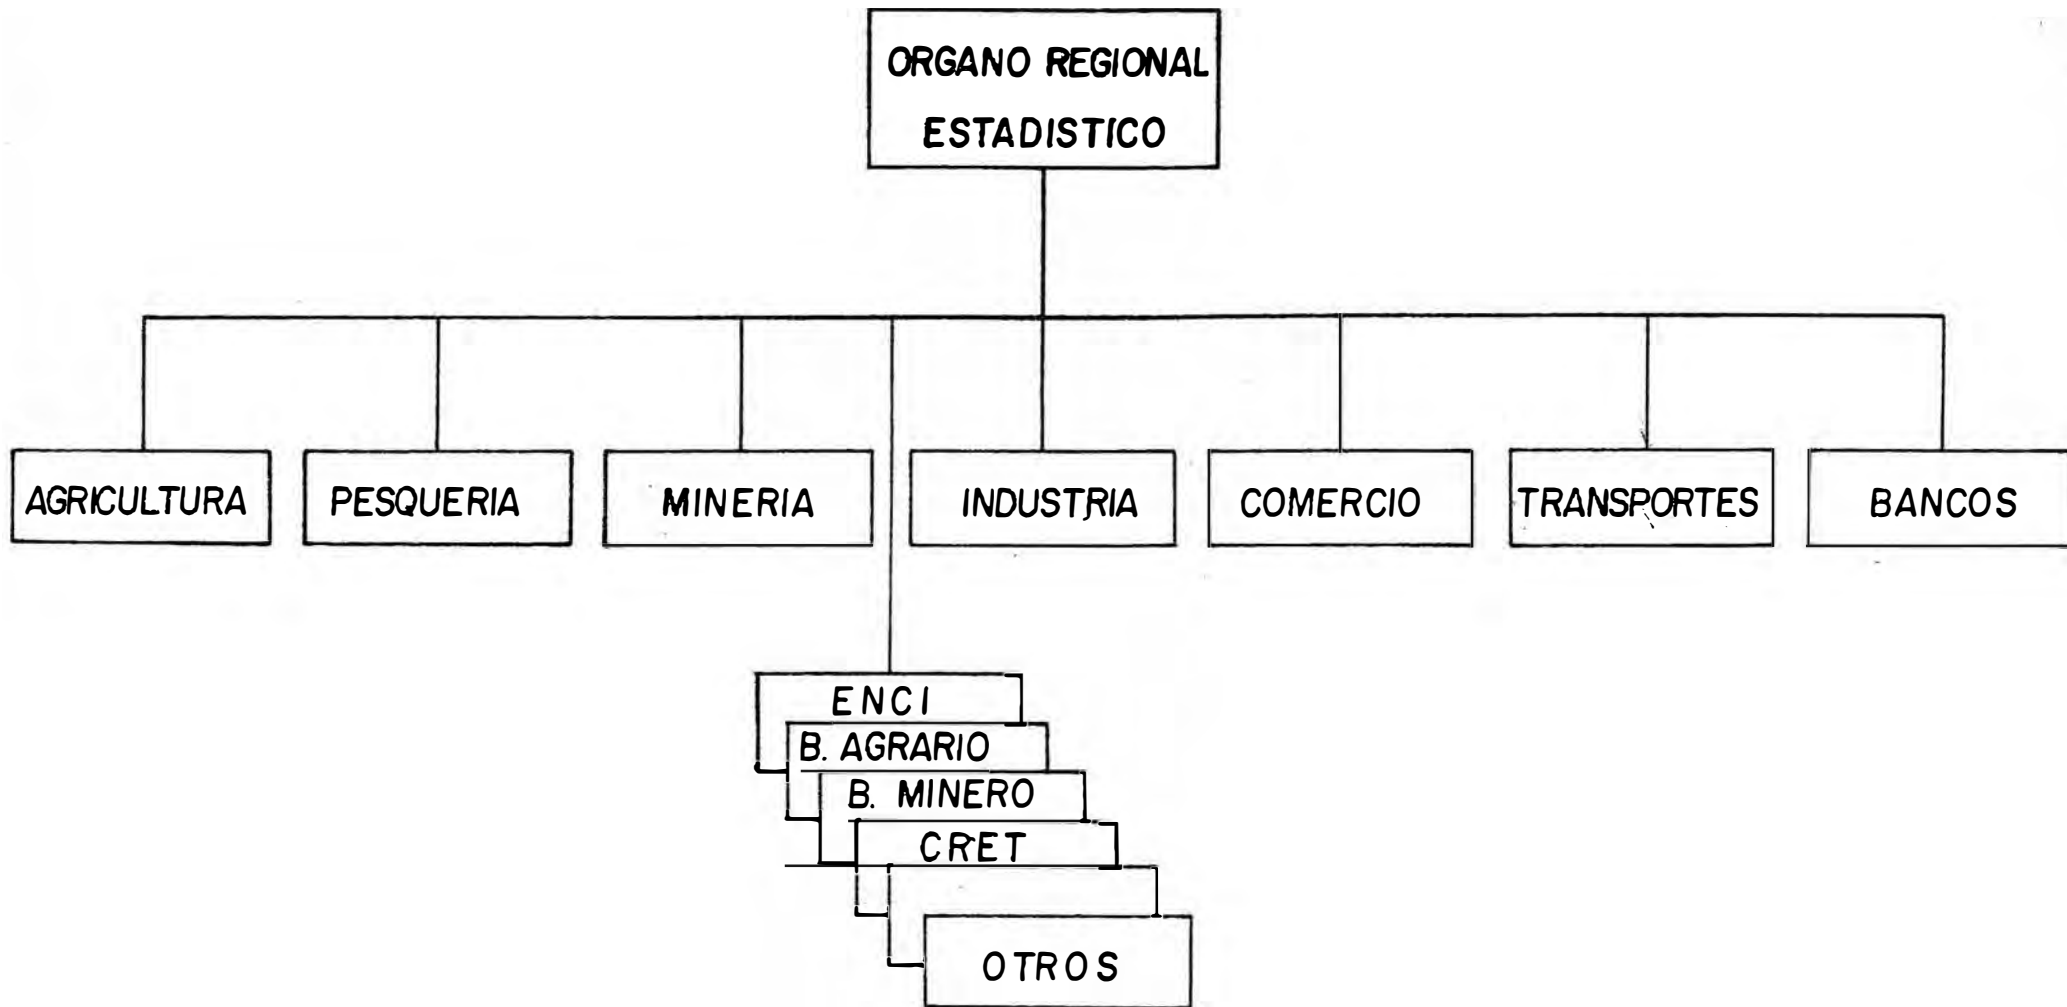 ORGANO REGIONAL
ESTADISTICO
AGRICULTURA
PESQUERIA
MINERIA
INDUSTRIA
COMERCIO
TRANSPORTES
BANCOS
ENCI
B. AGRARIO
B. MINERO
CRET
OTROS